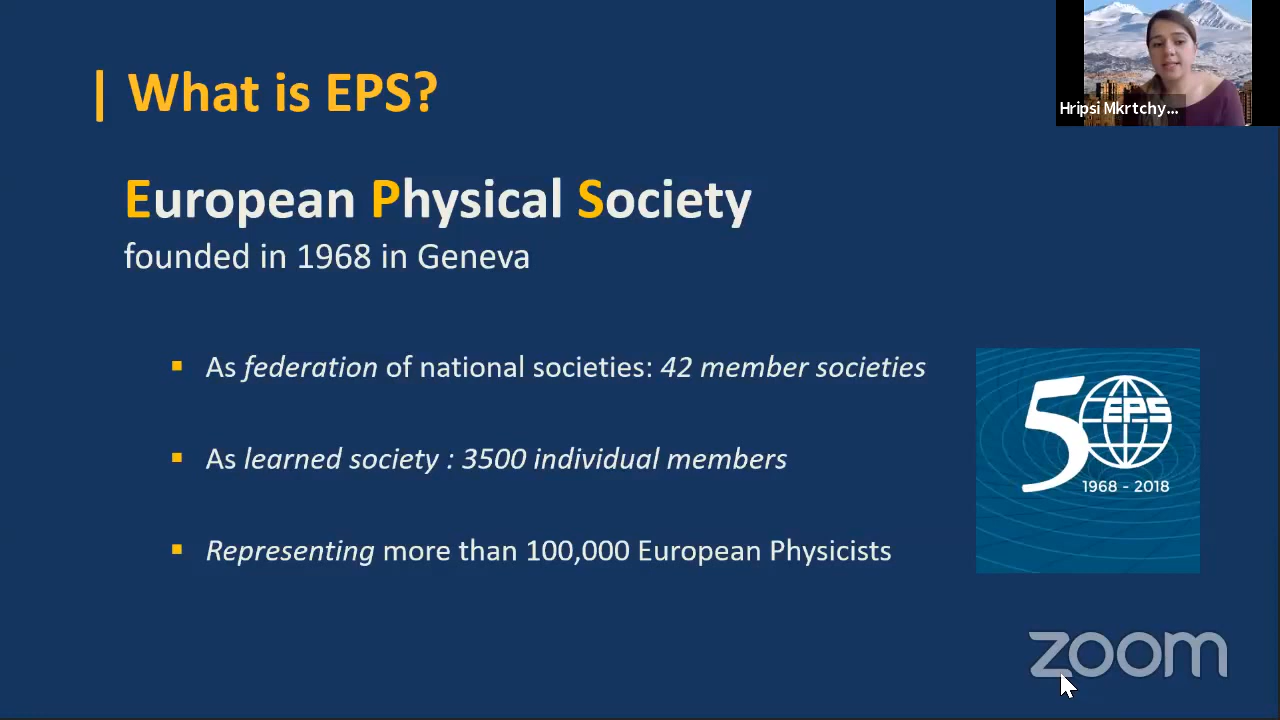 | What is EPS?
Hripsi Mkrtchy...
European Physical Society
founded in 1968 in Geneva
▪ As federation of national societies: 42 member societies
▪ As learned society : 3500 individual members
▪ Representing more than 100,000 European Physicists
50 EPS
1968 - 2018
zoom